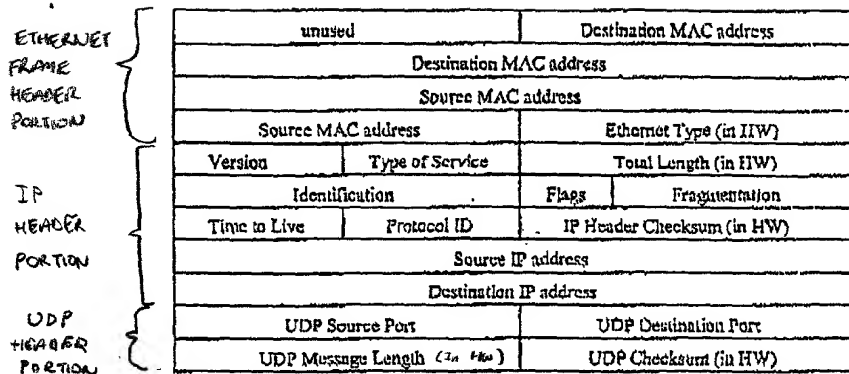 unused Destination MAC address
ETHERNET
FRAME Destination MAC address
HEADER Source MAC address
PORTION Source MAC address Ethernet Type (in HW)
Version Type of Service Total Length (in HW)
IP Identification Flags Fragmentation
HEADER Time to Live Protocol ID IP Header Checksum (in HW)
PORTION Source IP address
Destination IP address
UDP UDP Source Port UDP Destination Port
HEADER
PORTION UDP Message Length (In HW) UDP Checksum (in HW)